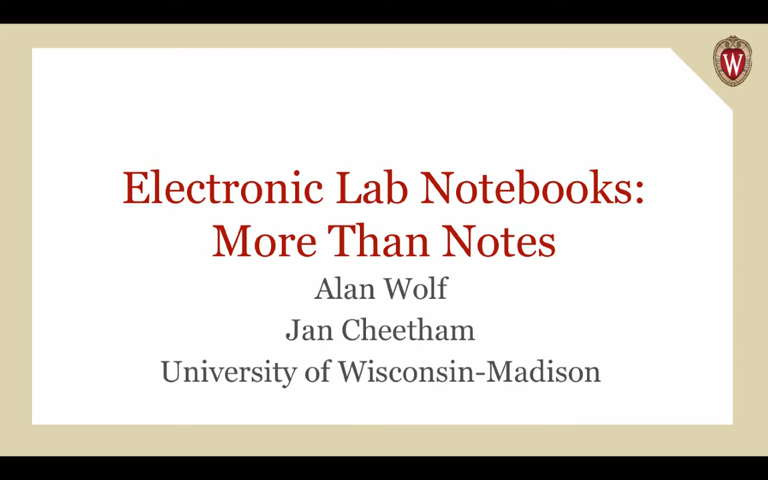 W
Electronic Lab Notebooks:
More Than Notes
Alan Wolf
Jan Cheetham
University of Wisconsin-Madison